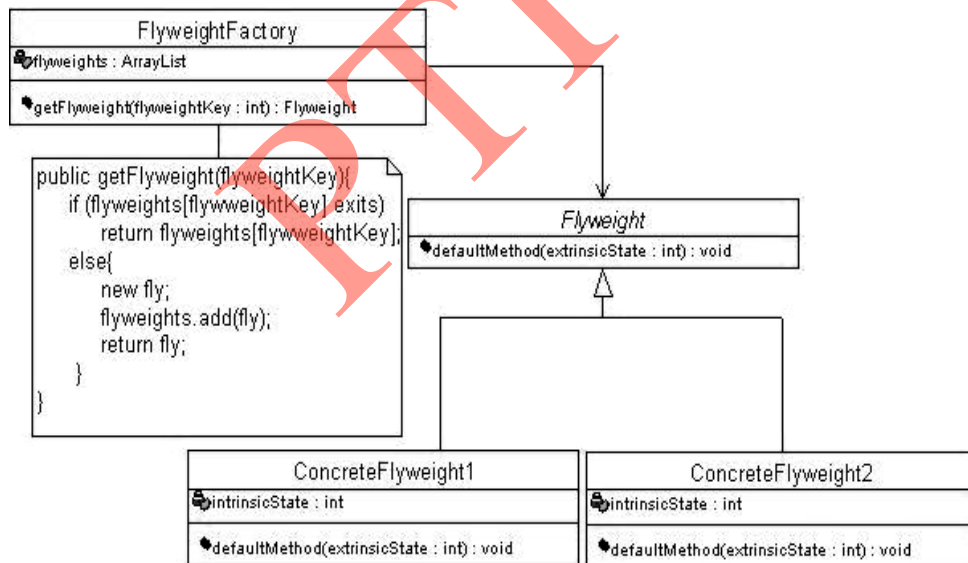 FlyweightFactory
flyweights : ArrayList
getFlyweight(flyweightKey : int) : Flyweight
public getFlyweight(flyweightKey){
if (flyweights[flywweightKey] exits)
return flyweights[flywweightKey];
else{
new fly;
flyweights.add(fly);
return fly;
}
}
Flyweight
defaultMethod(extrinsicState : int) : void
ConcreteFlyweight1
intrinsicState : int
defaultMethod(extrinsicState : int) : void
ConcreteFlyweight2
intrinsicState : int
defaultMethod(extrinsicState : int) : void
PTI